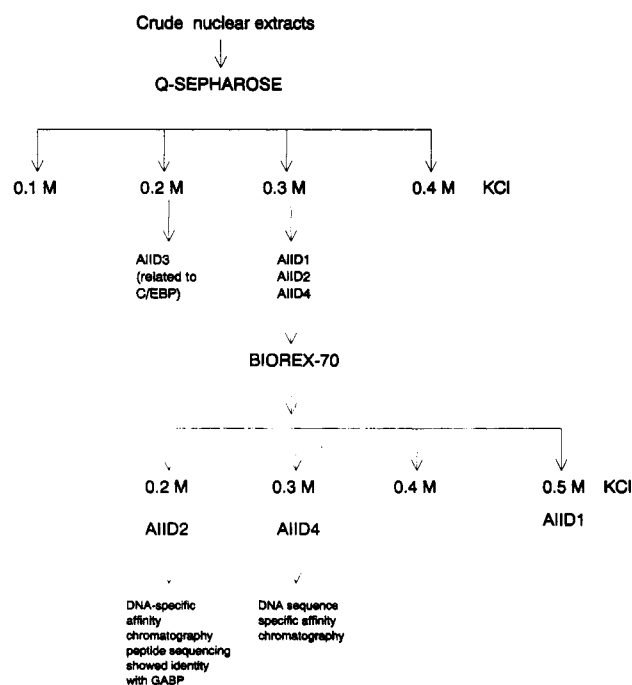 Crude nuclear extracts
Q-SEPHAROSE
0.1 M 0.2 M 0.3 M 0.4 M KCl
AIID3
(related to
C/EBP)
AIID1
AIID2
AIID4
BIOREX-70
0.2 M 0.3 M 0.4 M 0.5 M KCl
AIID2 AIID4 AIID1
DNA-specific
affinity
chromatography
peptide sequencing
showed identity
with GABP
DNA sequence
specific affinity
chromatography